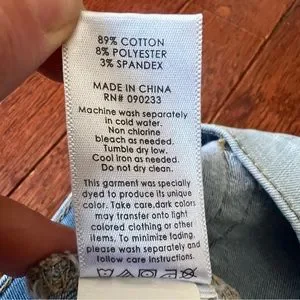 89% COTTON
8% POLYESTER
3% SPANDEX
MADE IN CHINA
RN# 090233
Machine wash separately
in cold water.
Non chlorine
bleach as needed.
Tumble dry low.
Cool iron as needed.
Do not dry clean.
This garment was specially
dyed to produce its unique
color. Take care,dark colors
may transfer onto light
colored clothing or other
items. To minimize fading,
please wash separately and
follow care instructions.